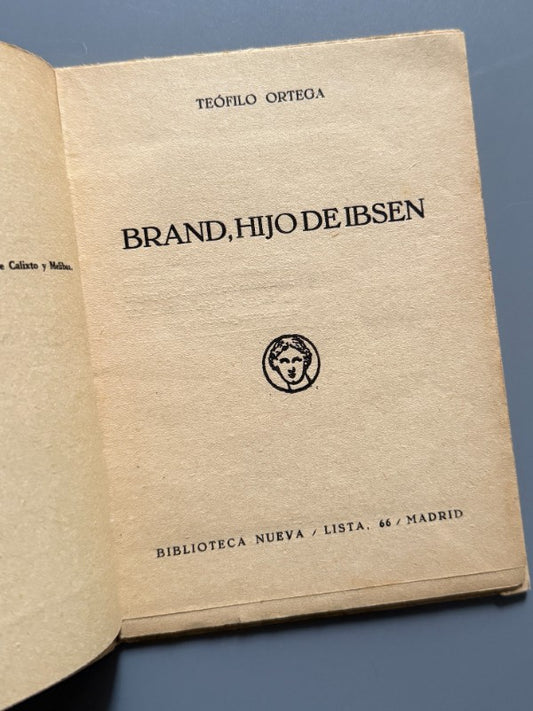 e Calixto y Melibea.
TEÓFILO ORTEGA
BRAND, HIJO DE IBSEN
BIBLIOTECA NUEVA / LISTA, 66 / MADRID